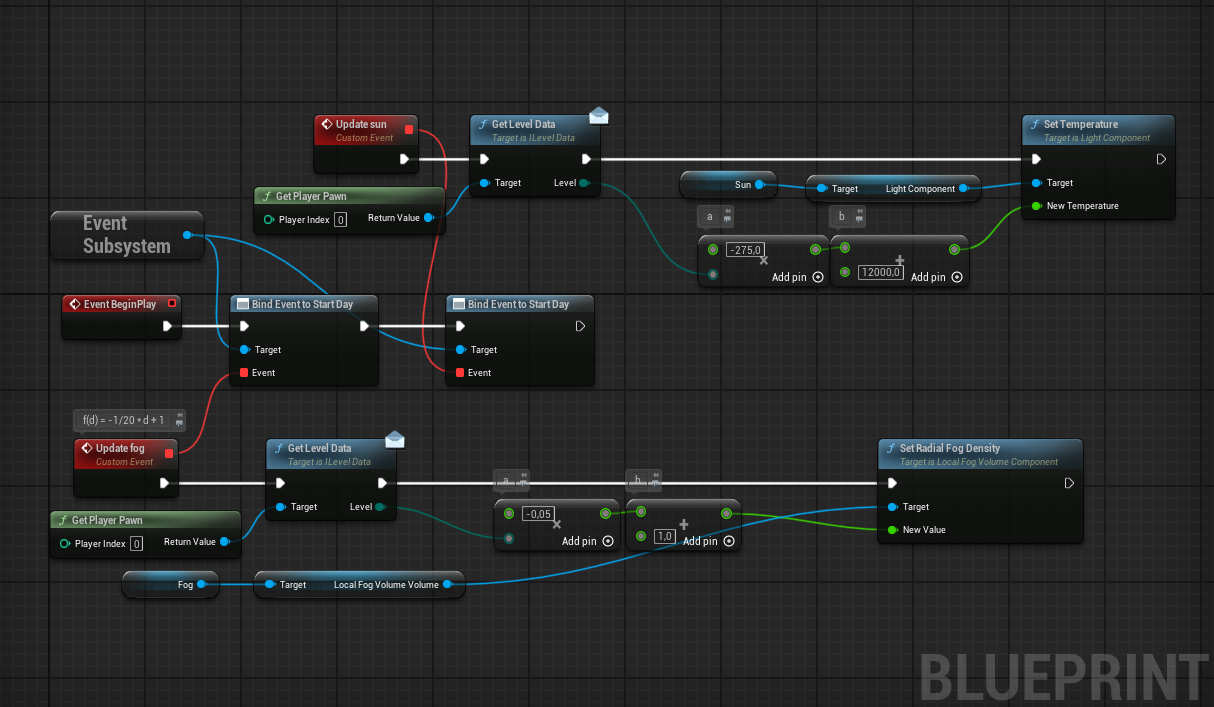 Update sun
Custom Event
Get Level Data
Target is ILevel Data
Target
Level
Set Temperature
Target is Light Component
Target
New Temperature
Sun
Target
Light Component
Get Player Pawn
Player Index 0
Return Value
a
b
-275,0
Add pin
12000,0
Add pin
Event
Subsystem
Event BeginPlay
Bind Event to Start Day
Target
Event
Bind Event to Start Day
Target
Event
f(d) = -1/20 * d + 1
Update fog
Custom Event
Get Level Data
Target is ILevel Data
Target
Level
Set Radial Fog Density
Target is Local Fog Volume Component
Target
New Value
a
b
-0,05
Add pin
1,0
Add pin
Get Player Pawn
Player Index 0
Return Value
Fog
Target
Local Fog Volume Volume
BLUEPRINT